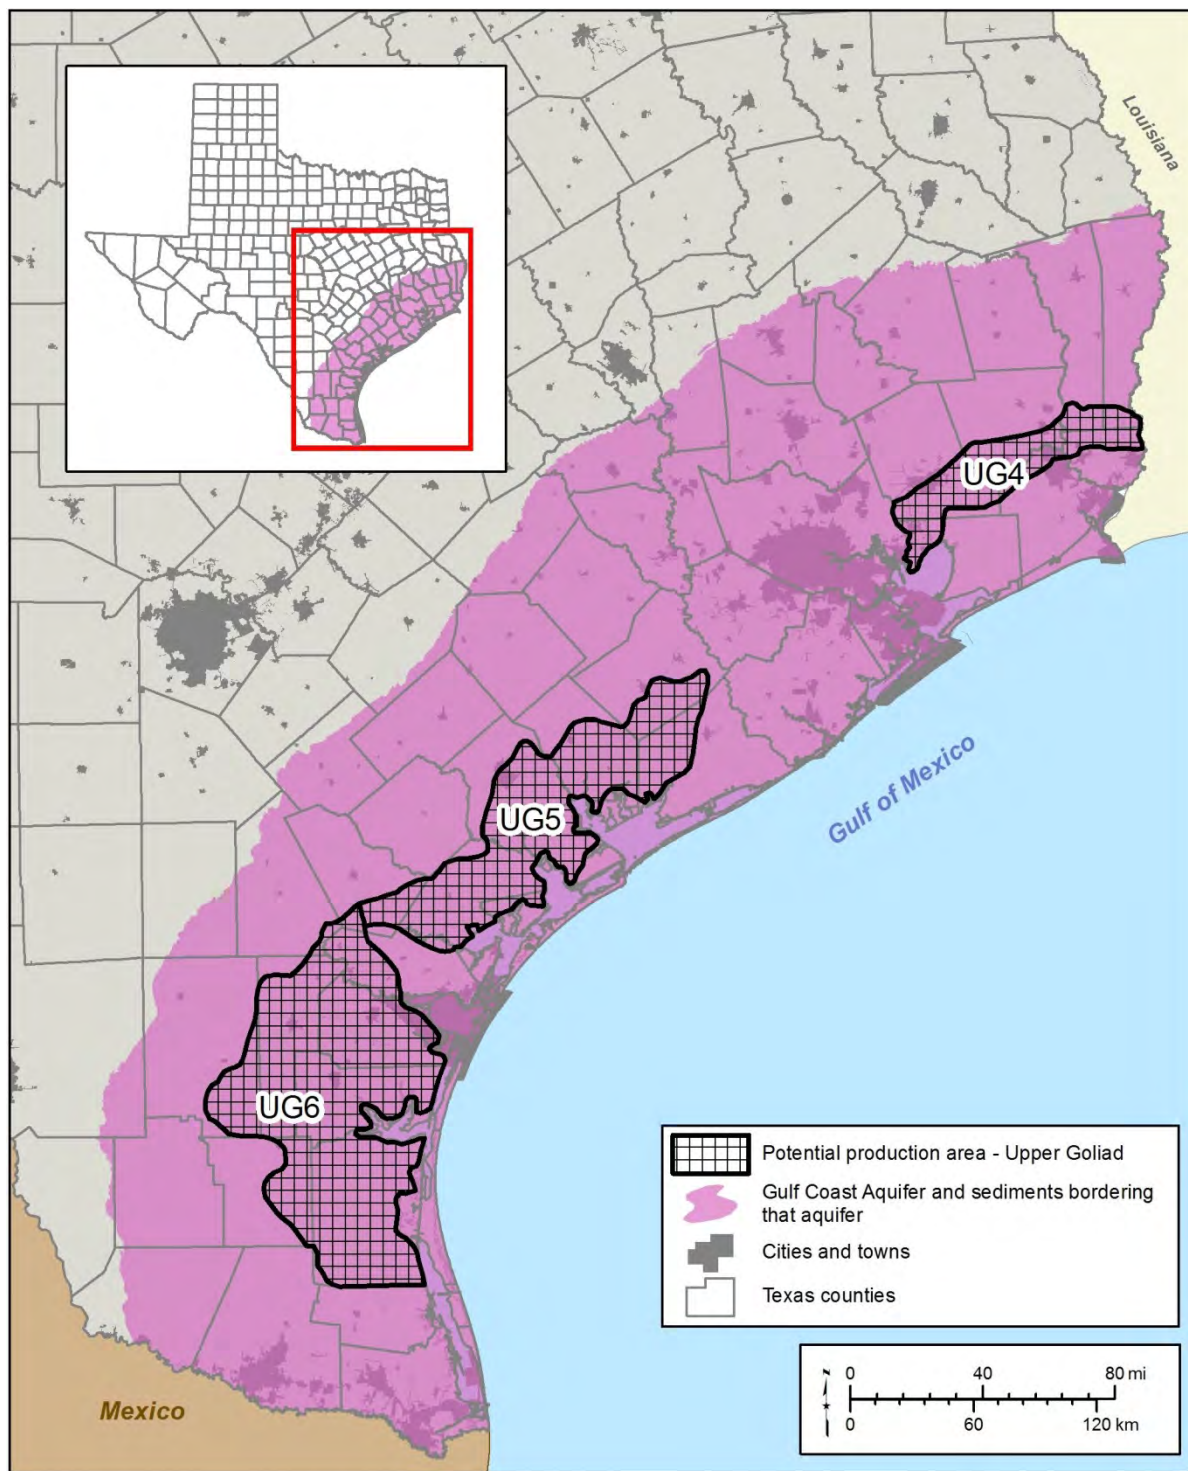 Louisiana
UG4
Gulf of Mexico
UG5
UG6
Mexico
Potential production area - Upper Goliad
Gulf Coast Aquifer and sediments bordering
that aquifer
Cities and towns
Texas counties
N
0 40 80 mi
0 60 120 km